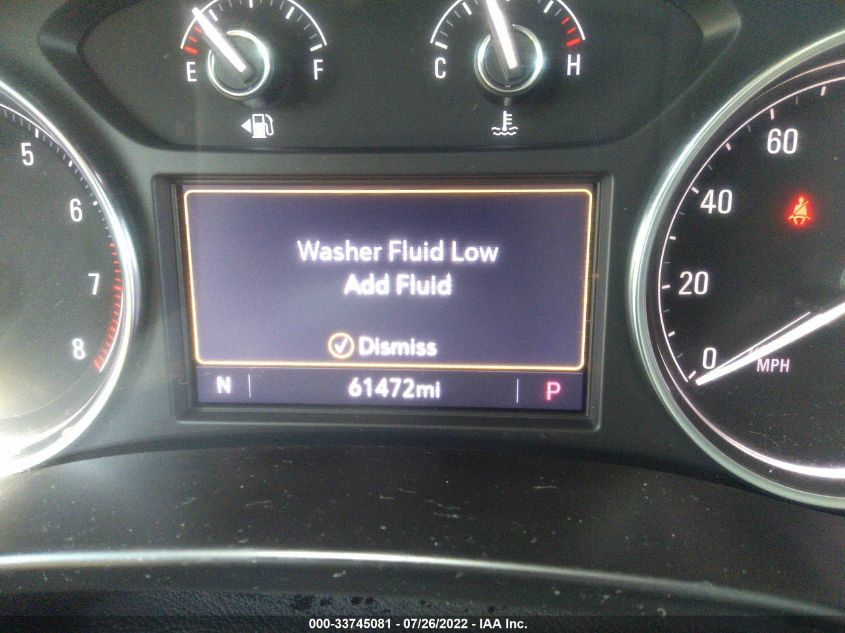 E F
C H
5
6
7
8
60
40
20
0
MPH
Washer Fluid Low
Add Fluid
Dismiss
N 61472mi P
000-33745081 - 07/26/2022 - IAA Inc.